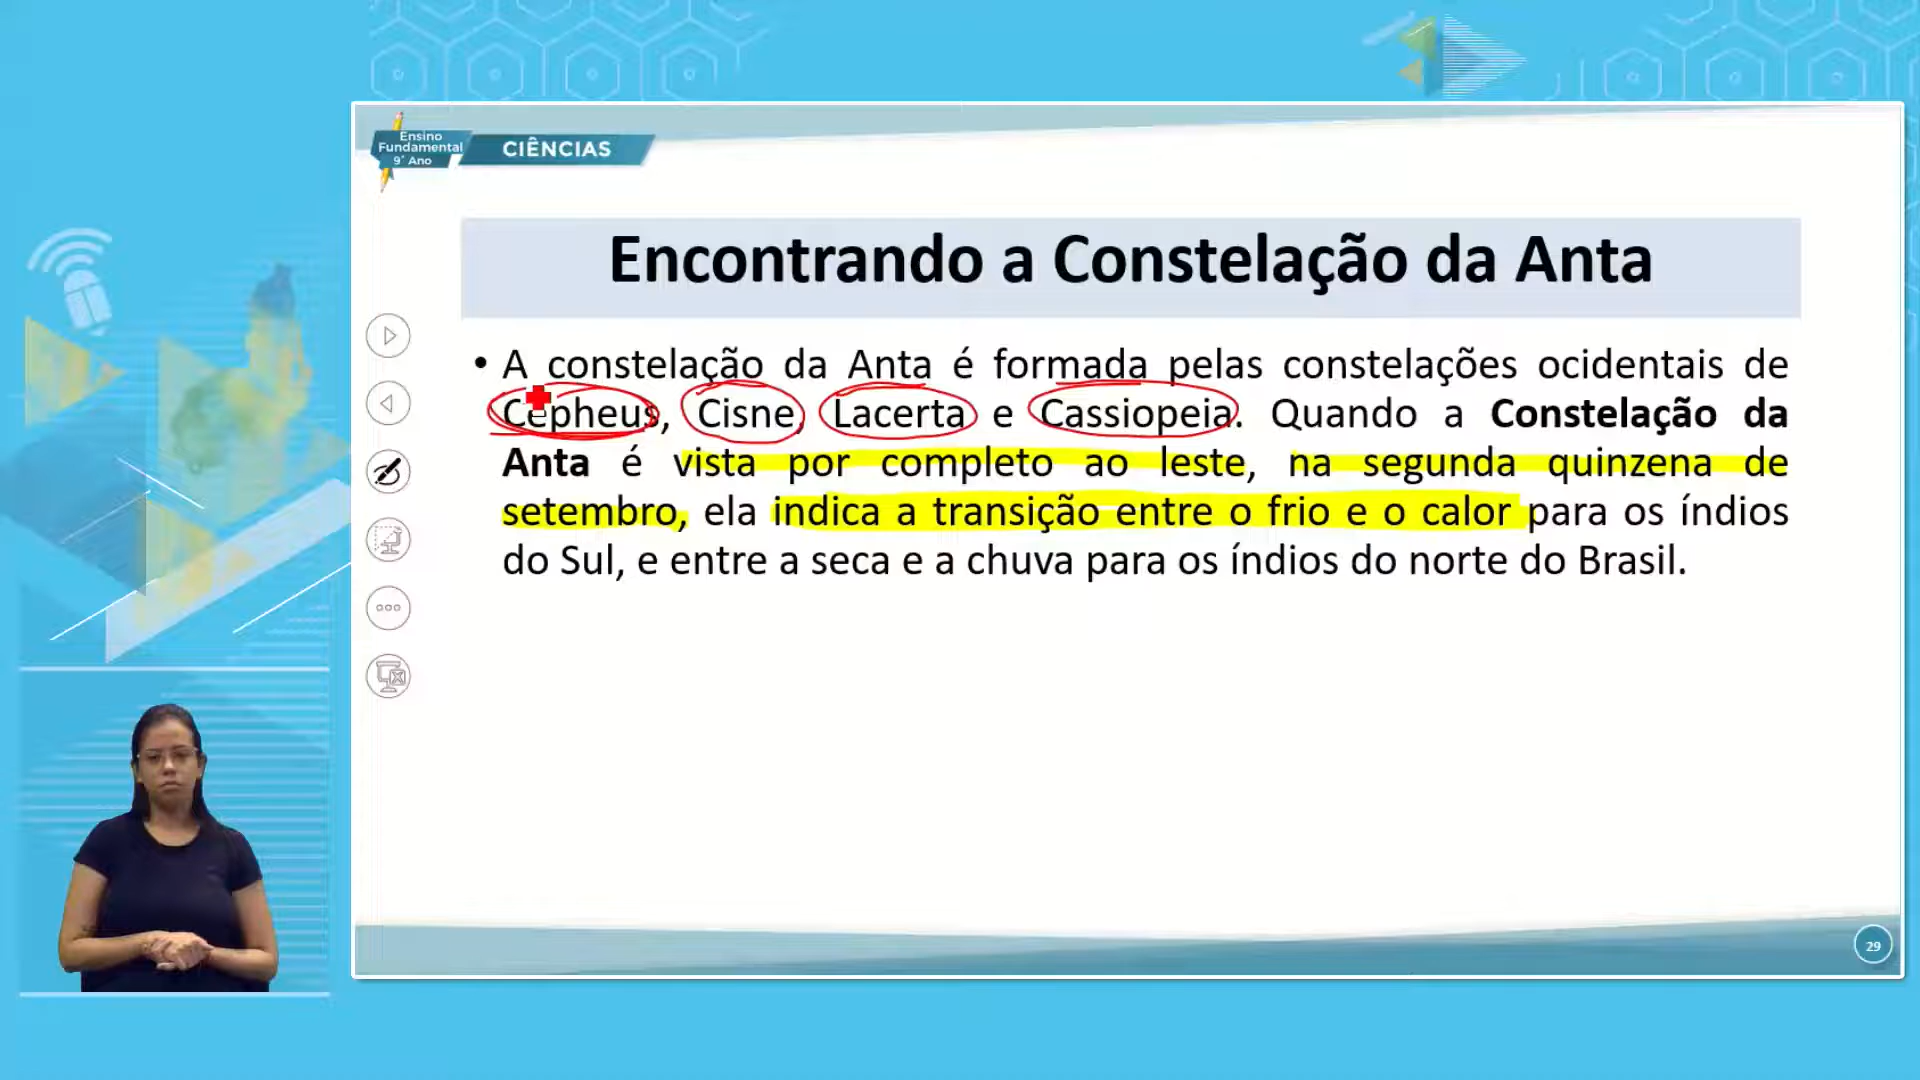 Ensino
Fundamental
9° Ano
CIÊNCIAS
Encontrando a Constelação da Anta
• A constelação da Anta é formada pelas constelações ocidentais de
Cepheus, Cisne, Lacerta e Cassiopeia. Quando a Constelação da
Anta é vista por completo ao leste, na segunda quinzena de
setembro, ela indica a transição entre o frio e o calor para os índios
do Sul, e entre a seca e a chuva para os índios do norte do Brasil.
29